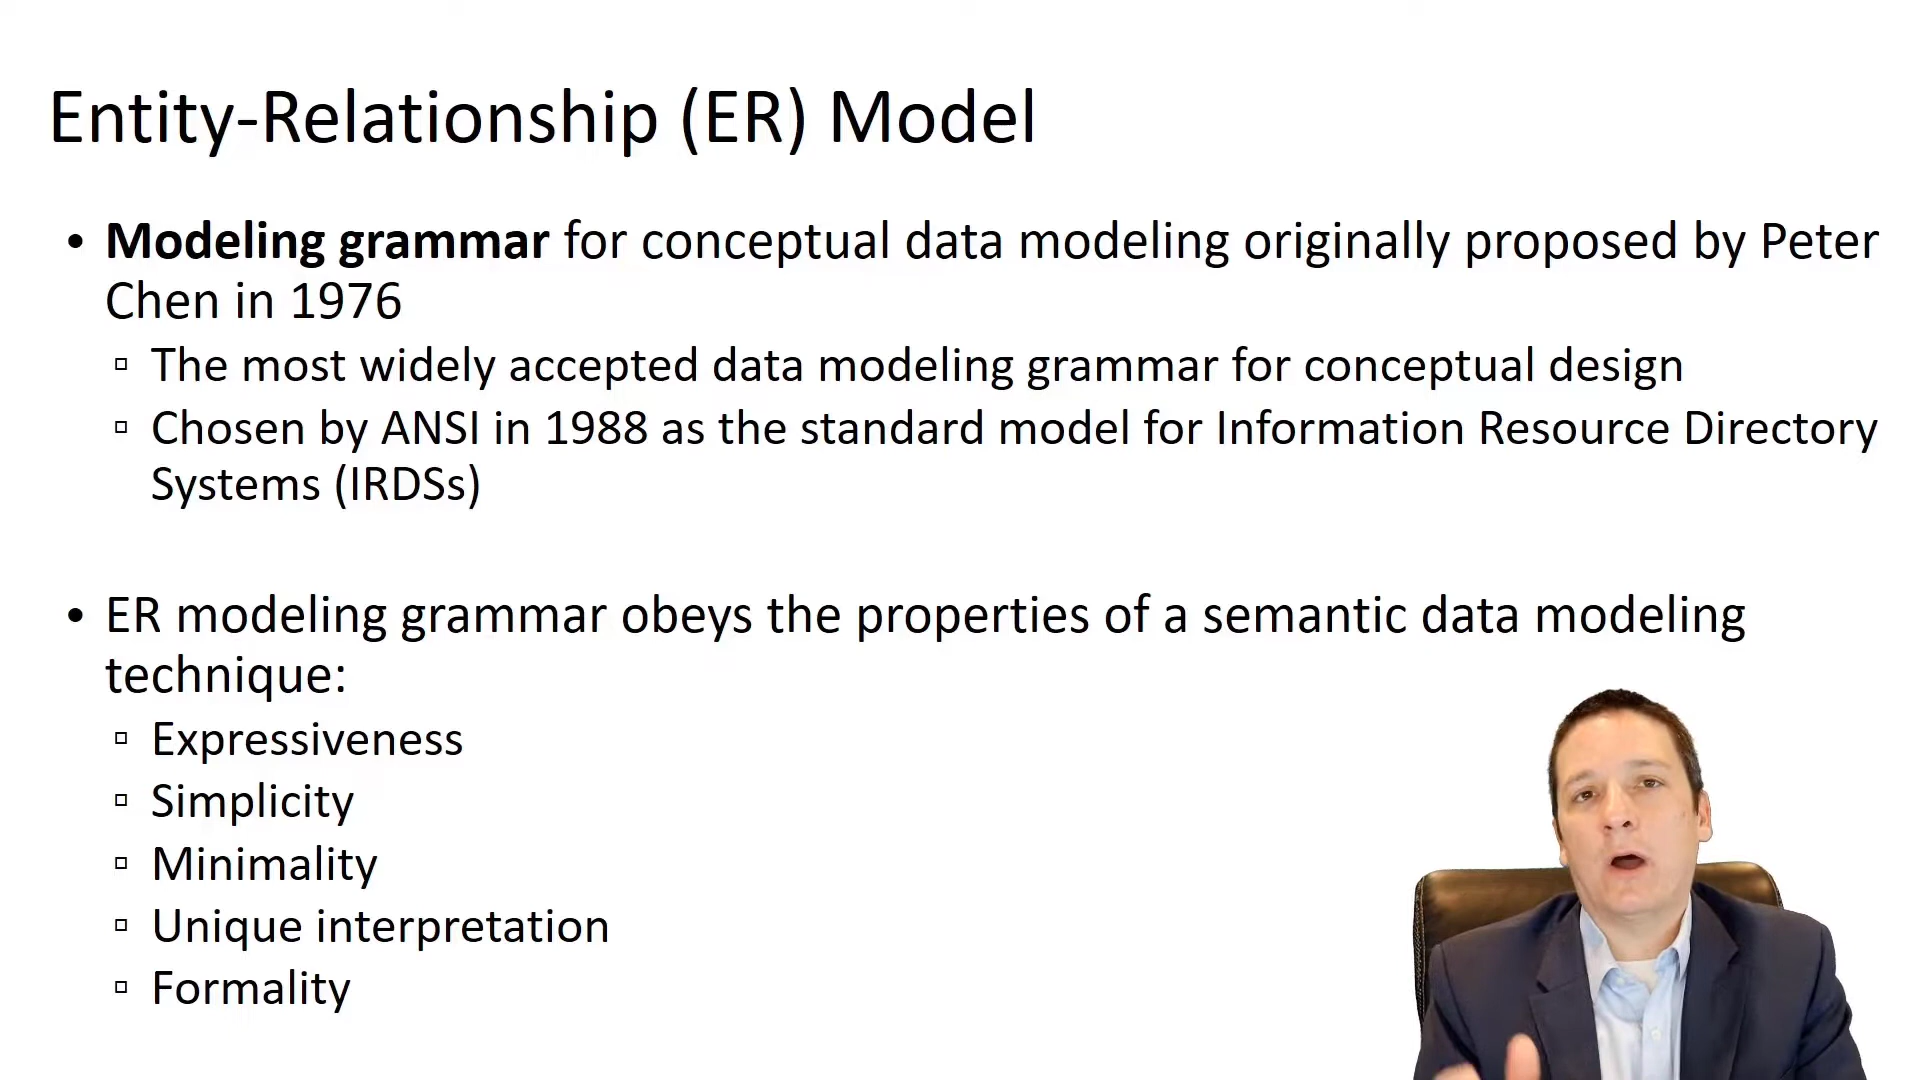 Entity-Relationship (ER) Model
• Modeling grammar for conceptual data modeling originally proposed by Peter
Chen in 1976
▫ The most widely accepted data modeling grammar for conceptual design
▫ Chosen by ANSI in 1988 as the standard model for Information Resource Directory
Systems (IRDSs)
• ER modeling grammar obeys the properties of a semantic data modeling
technique:
▫ Expressiveness
▫ Simplicity
▫ Minimality
▫ Unique interpretation
▫ Formality